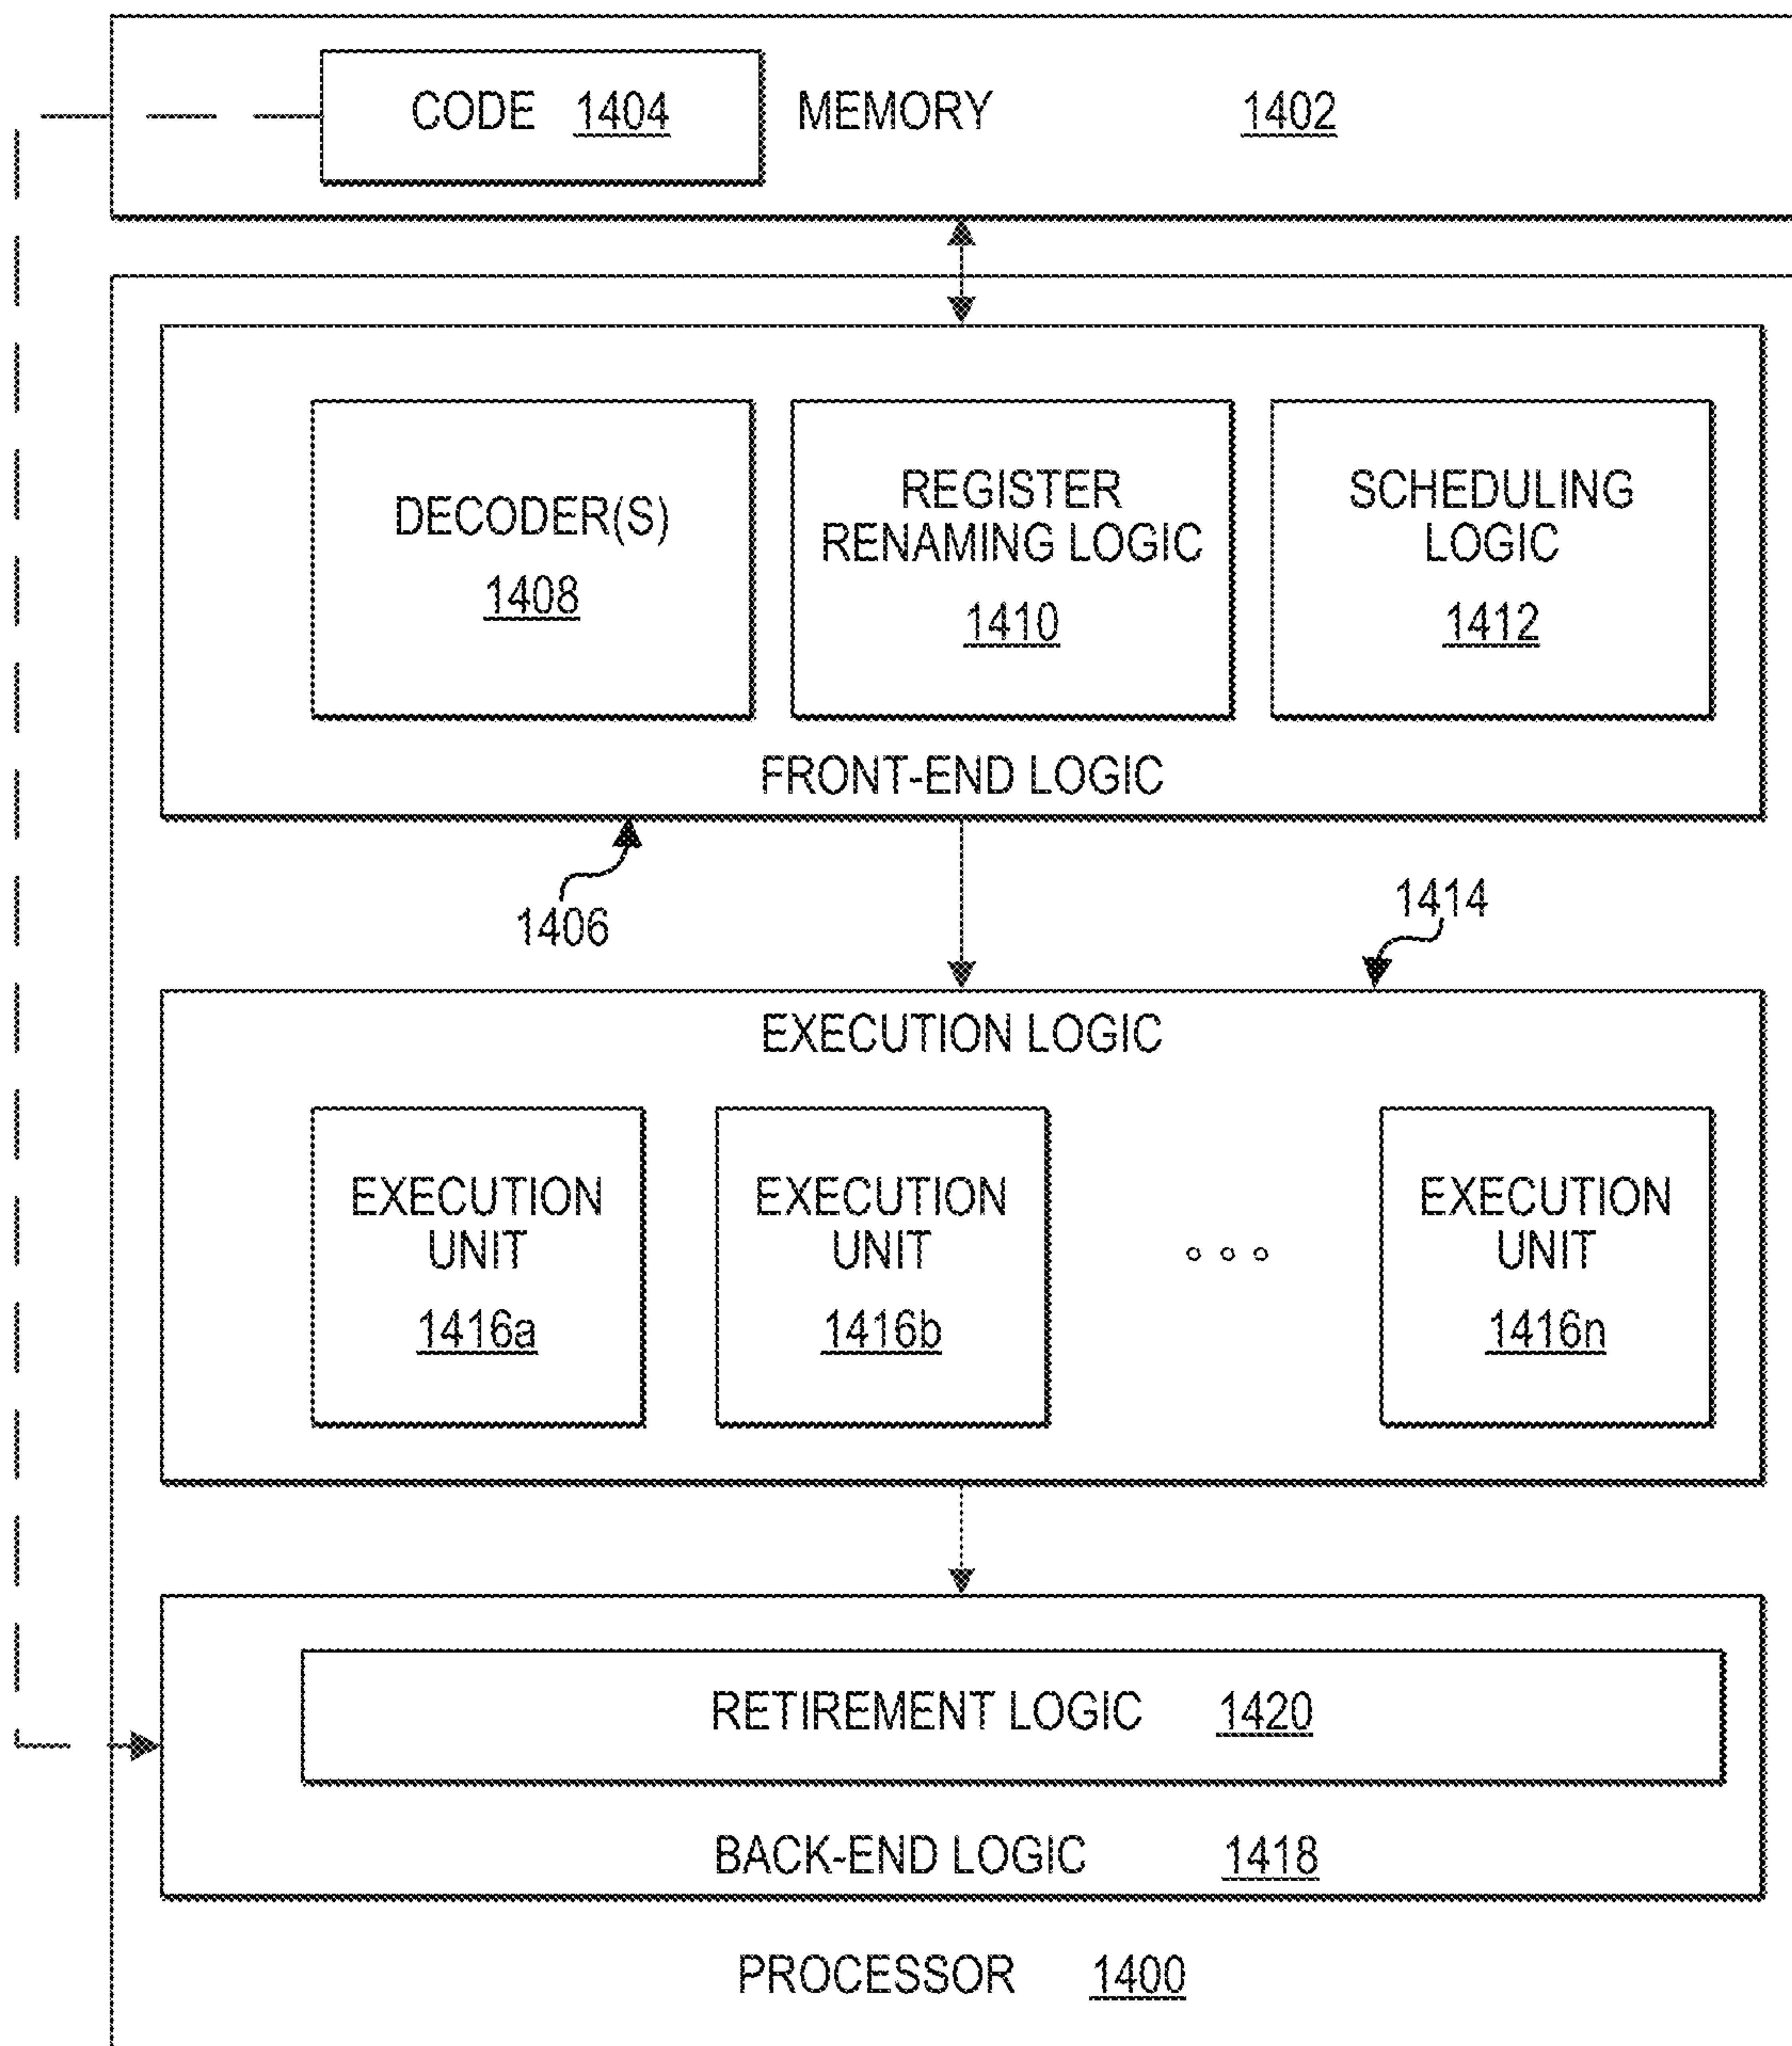 CODE 1404 MEMORY 1402
DECODER(S)
1408
REGISTER
RENAMING LOGIC
1410
SCHEDULING
LOGIC
1412
FRONT-END LOGIC
1406
1414
EXECUTION LOGIC
EXECUTION
UNIT
1416a
EXECUTION
UNIT
1416b
EXECUTION
UNIT
1416n
RETIREMENT LOGIC 1420
BACK-END LOGIC 1418
PROCESSOR 1400